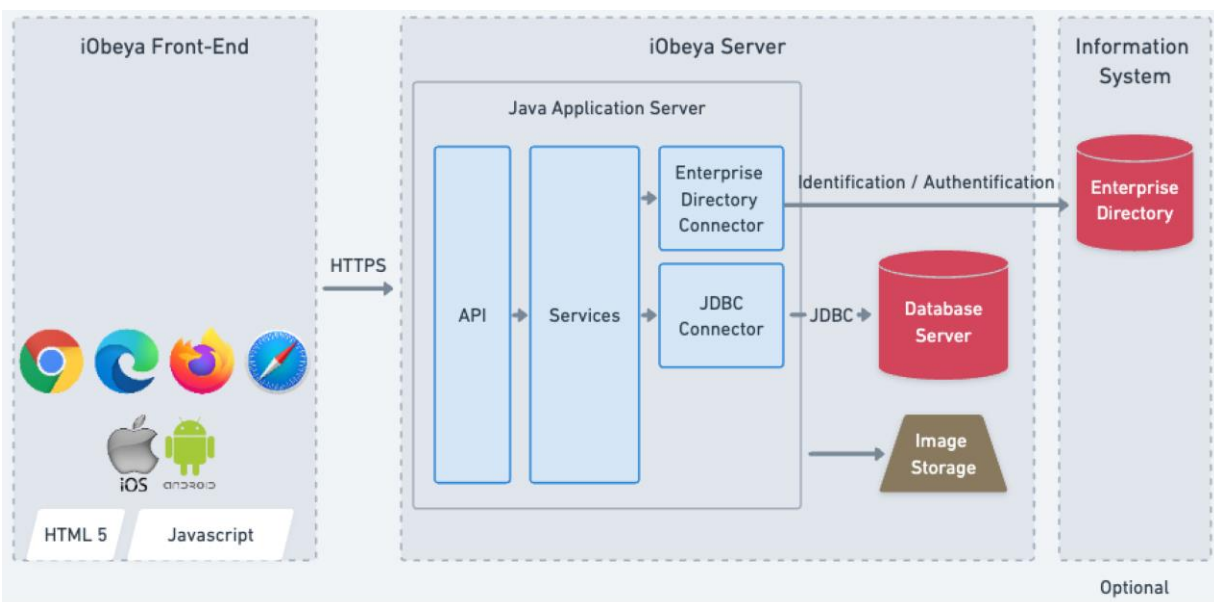 iObeya Front-End
iObeya Server
Information
System
Java Application Server
Enterprise
Directory
Connector
Identification / Authentification
Enterprise
Directory
HTTPS
API
Services
JDBC
Connector
JDBC
Database
Server
Image
Storage
iOS
android
HTML 5
Javascript
Optional